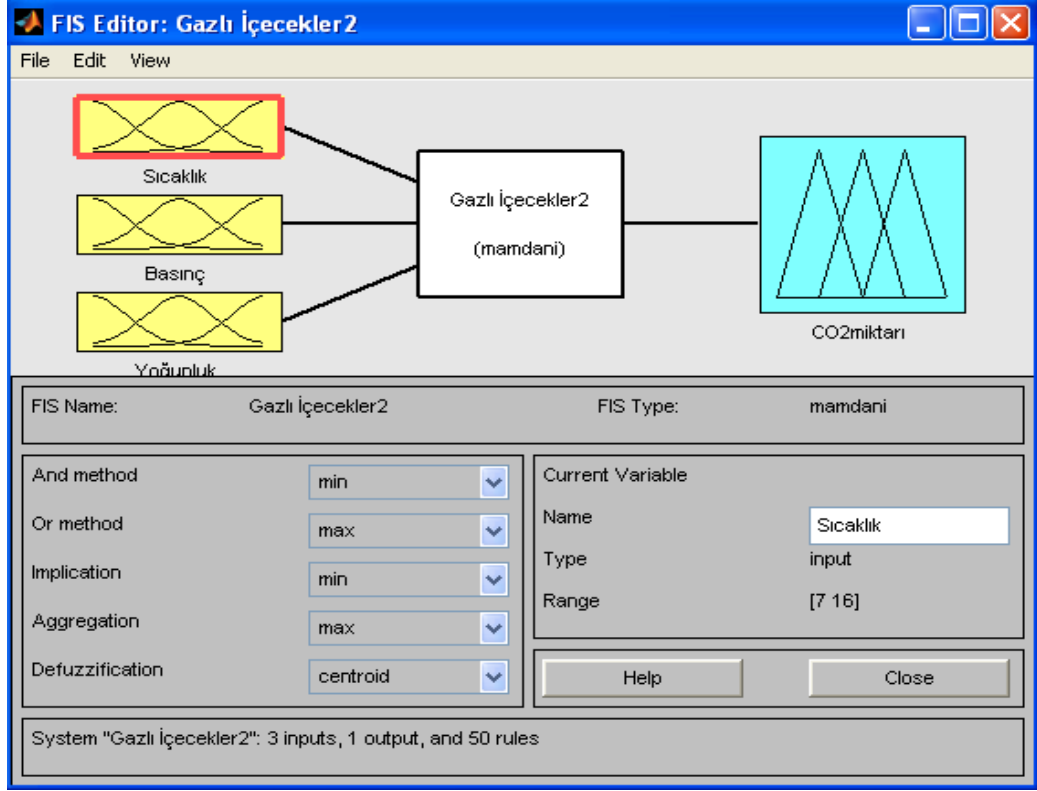 FIS Editor: Gazlı İçecekler2
File Edit View
Sıcaklık
Basınç
Yoğunluk
Gazlı İçecekler2
(mamdani)
CO2miktarı
FIS Name: Gazlı İçecekler2 FIS Type: mamdani
And method min
Or method max
Implication min
Aggregation max
Defuzzification centroid
Current Variable
Name Sıcaklık
Type input
Range [7 16]
Help Close
System "Gazlı İçecekler2": 3 inputs, 1 output, and 50 rules